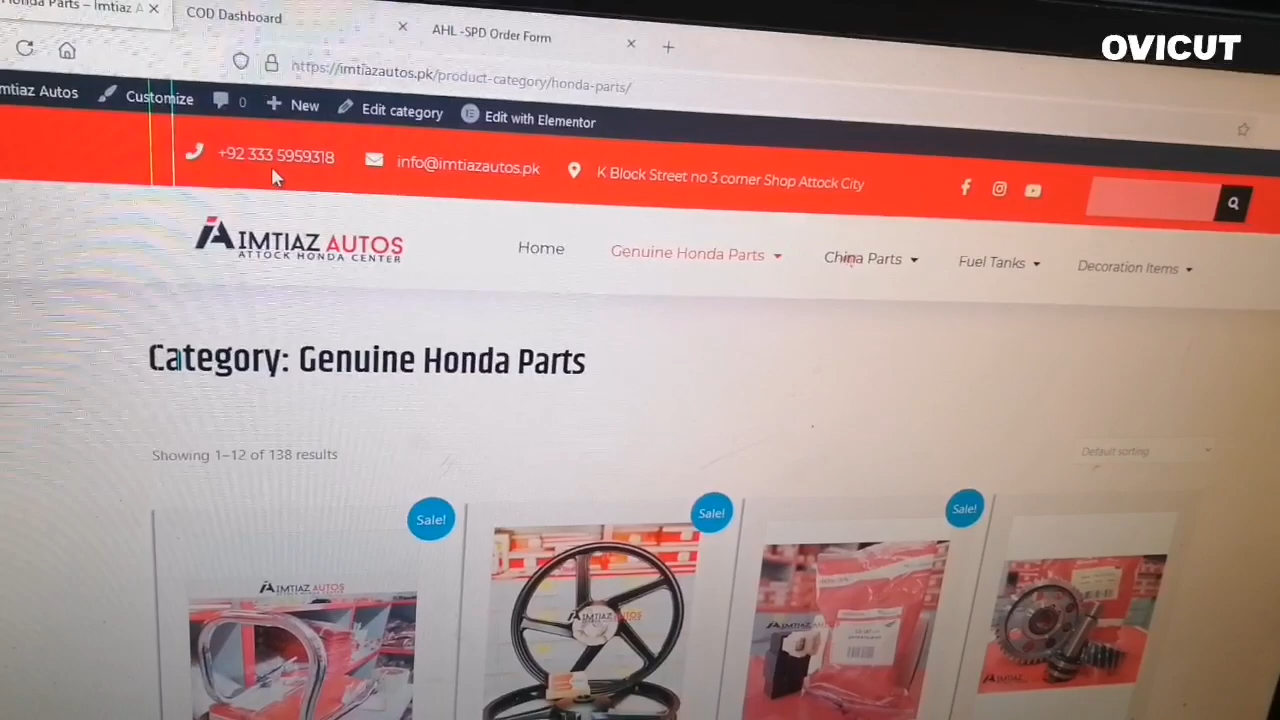 Honda Parts – Imtiaz A
COD Dashboard
AHL -SPD Order Form
OVICUT
https://imtiazautos.pk/product-category/honda-parts/
mtiaz Autos
Customize
0
New
Edit category
Edit with Elementor
+92 333 5959318
info@imtiazautos.pk
K Block Street no 3 corner Shop Attock City
IMTIAZ AUTOS
ATTOCK HONDA CENTER
Home
Genuine Honda Parts
China Parts
Fuel Tanks
Decoration Items
Category: Genuine Honda Parts
Showing 1–12 of 138 results
Default sorting
Sale!
Sale!
Sale!
IMTIAZ AUTOS
IMTIAZ AUTOS